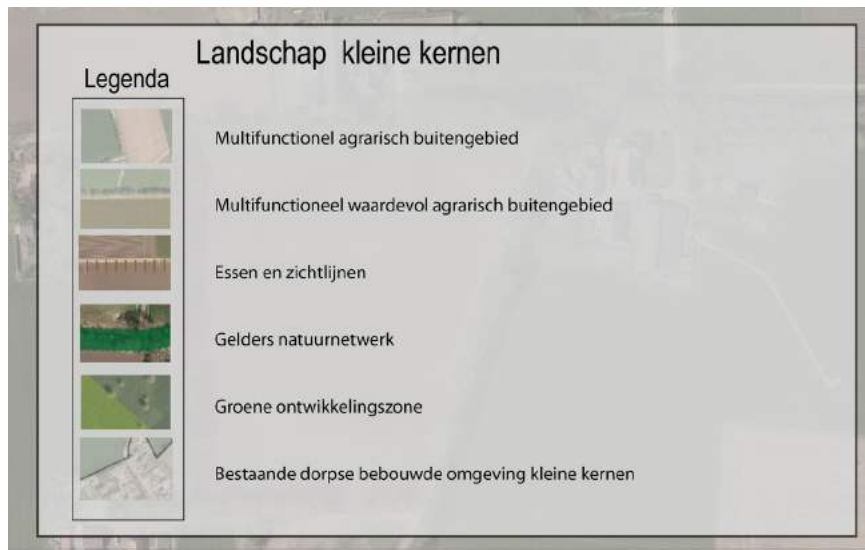 Landschap kleine kernen
Legenda
Multifunctionel agrarisch buitengebied
Multifunctioneel waardevol agrarisch buitengebied
Essen en zichtlijnen
Gelders natuurnetwerk
Groene ontwikkelingszone
Bestaande dorpse bebouwde omgeving kleine kernen